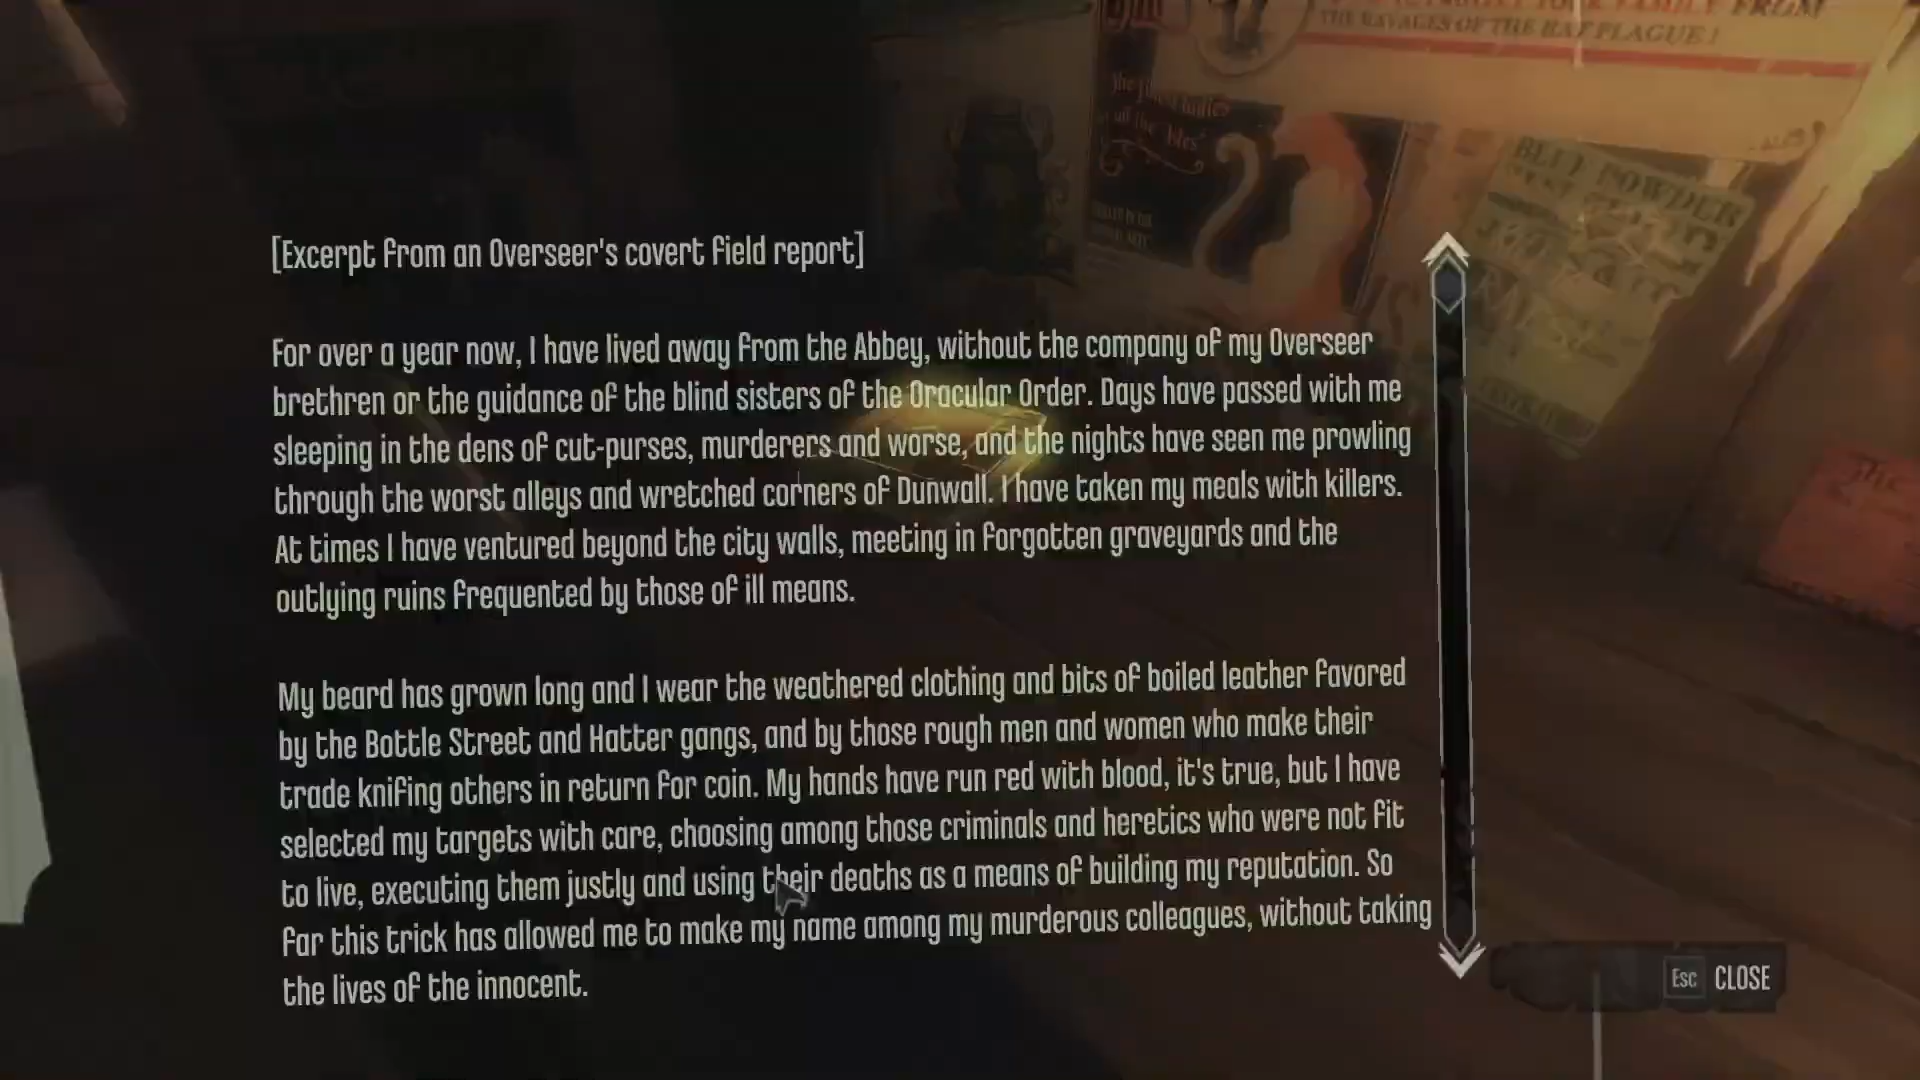 THE RAVAGES OF THE RAT PLAGUE!
[Excerpt from an Overseer's covert field report]
For over a year now, I have lived away from the Abbey, without the company of my Overseer
brethren or the guidance of the blind sisters of the Oracular Order. Days have passed with me
sleeping in the dens of cut-purses, murderers and worse, and the nights have seen me prowling
through the worst alleys and wretched corners of Dunwall. I have taken my meals with killers.
At times I have ventured beyond the city walls, meeting in forgotten graveyards and the
outlying ruins frequented by those of ill means.
My beard has grown long and I wear the weathered clothing and bits of boiled leather favored
by the Bottle Street and Hatter gangs, and by those rough men and women who make their
trade knifing others in return for coin. My hands have run red with blood, it's true, but I have
selected my targets with care, choosing among those criminals and heretics who were not fit
to live, executing them justly and using their deaths as a means of building my reputation. So
far this trick has allowed me to make my name among my murderous colleagues, without taking
the lives of the innocent.
Esc CLOSE